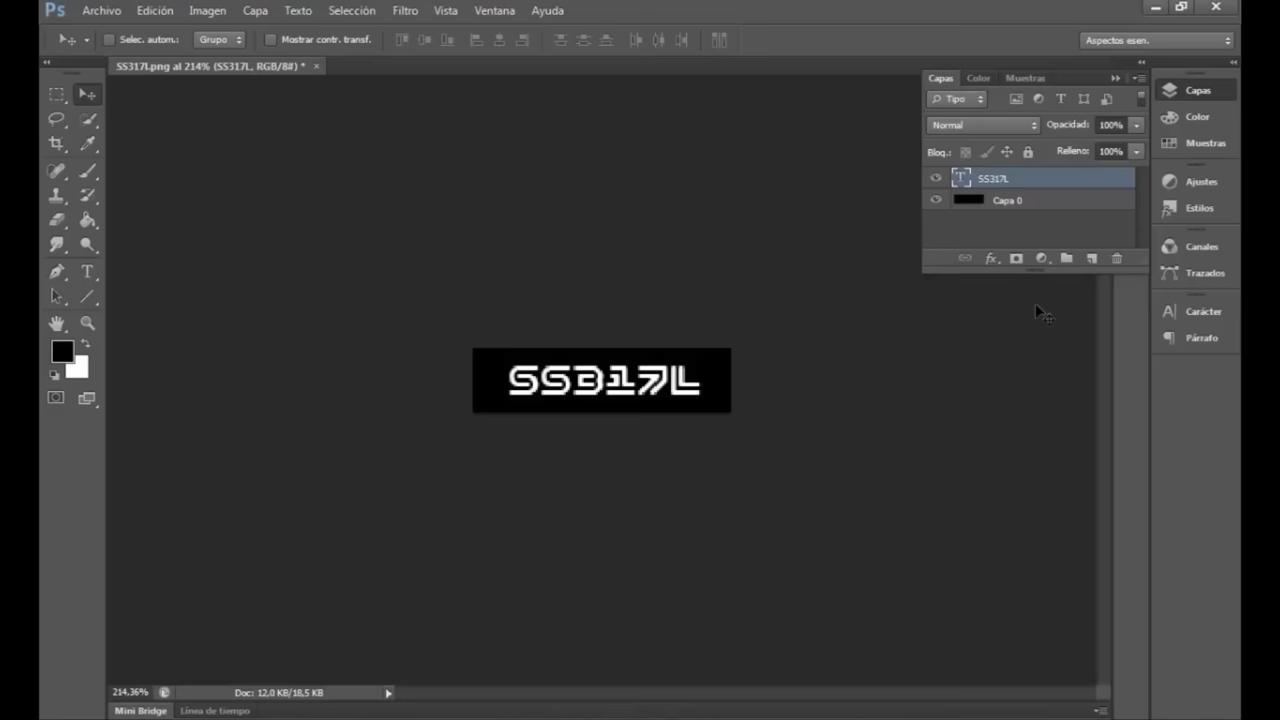 Ps Archivo Edición Imagen Capa Texto Selección Filtro Vista Ventana Ayuda
Selec. autom.: Grupo Mostrar contr. transf. Aspectos esen.
SS317L.png al 214% (SS317L, RGB/8#) * ×
Capas Color Muestras
Tipo
Normal Opacidad: 100%
Bloq.: Relleno: 100%
SS317L
Capa 0
fx
Capas
Color
Muestras
Ajustes
Estilos
Canales
Trazados
Carácter
Párrafo
SS317L
214,36% Doc: 12,0 KB/18,5 KB
Mini Bridge Línea de tiempo